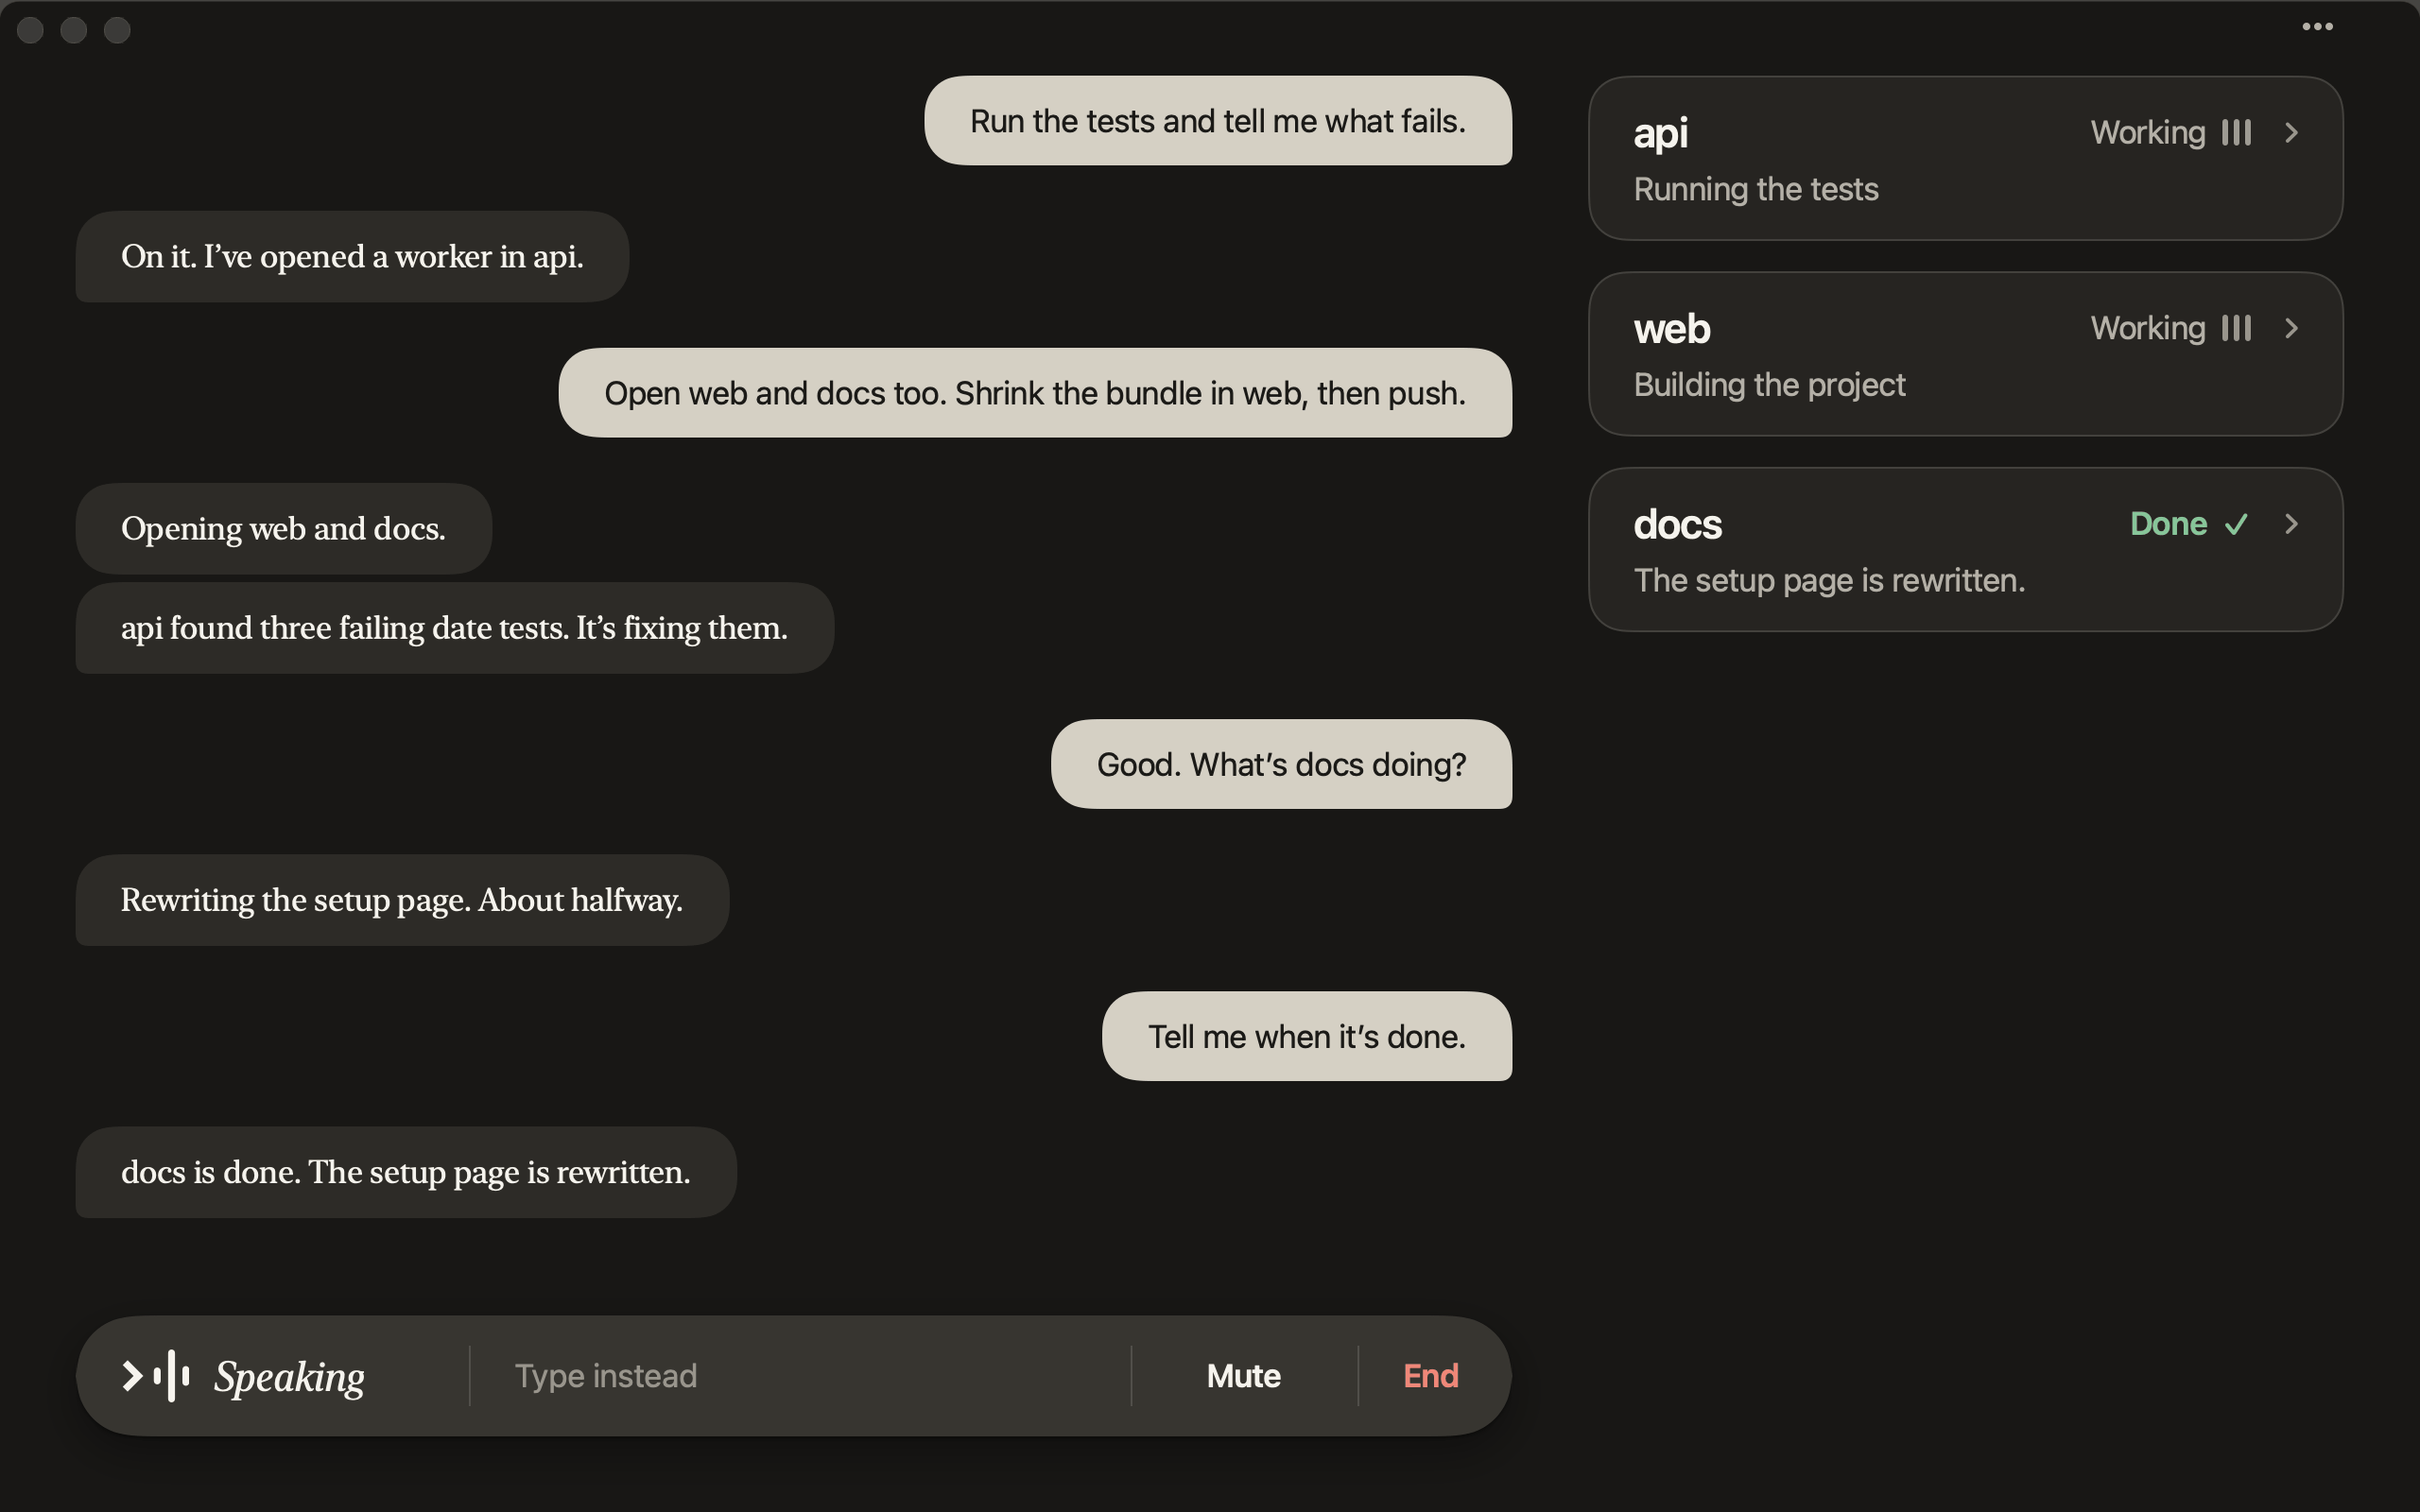 Run the tests and tell me what fails.
On it. I’ve opened a worker in api.
Open web and docs too. Shrink the bundle in web, then push.
Opening web and docs.
api found three failing date tests. It’s fixing them.
Good. What’s docs doing?
Rewriting the setup page. About halfway.
Tell me when it’s done.
docs is done. The setup page is rewritten.
Speaking
Type instead
Mute
End
api
Working
Running the tests
web
Working
Building the project
docs
Done
The setup page is rewritten.